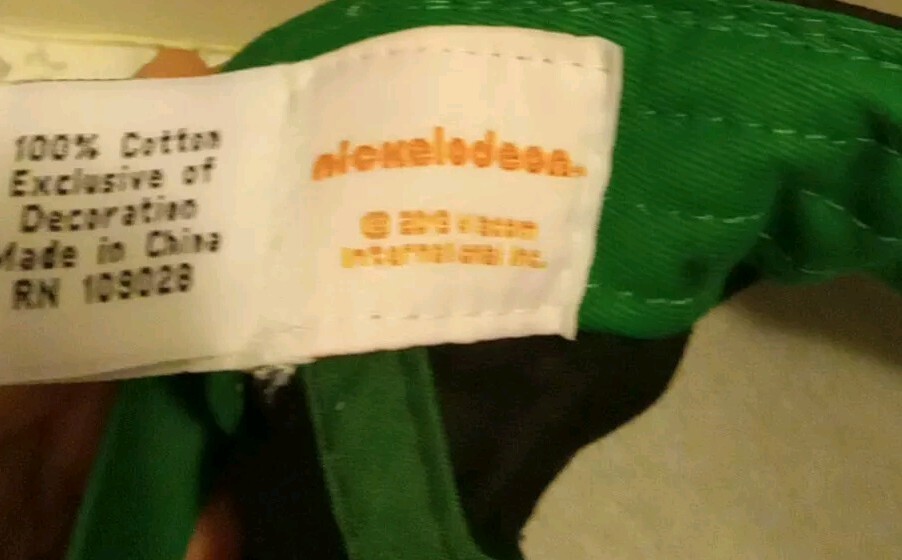 100% Cotton
Exclusive of
Decoration
Made in China
RN 109028
nickelodeon
© Viacom
International Inc.